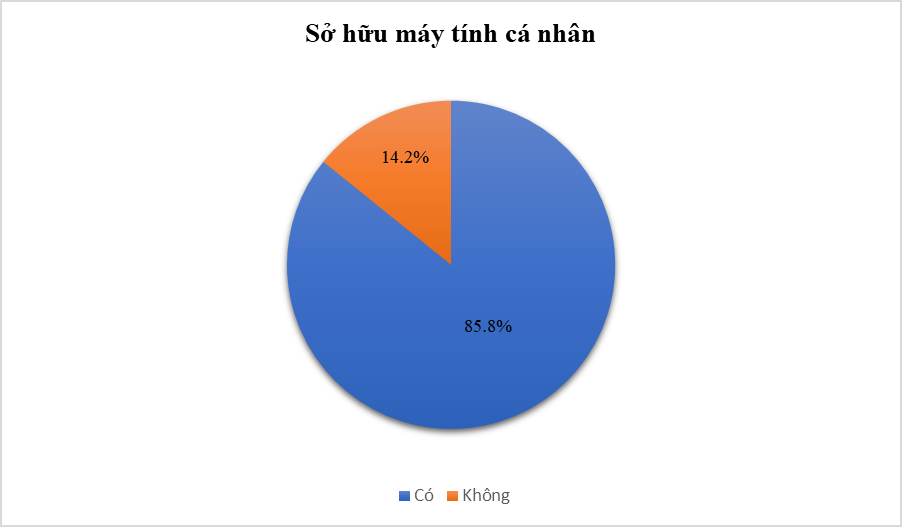 Sở hữu máy tính cá nhân
14.2%
85.8%
Có Không